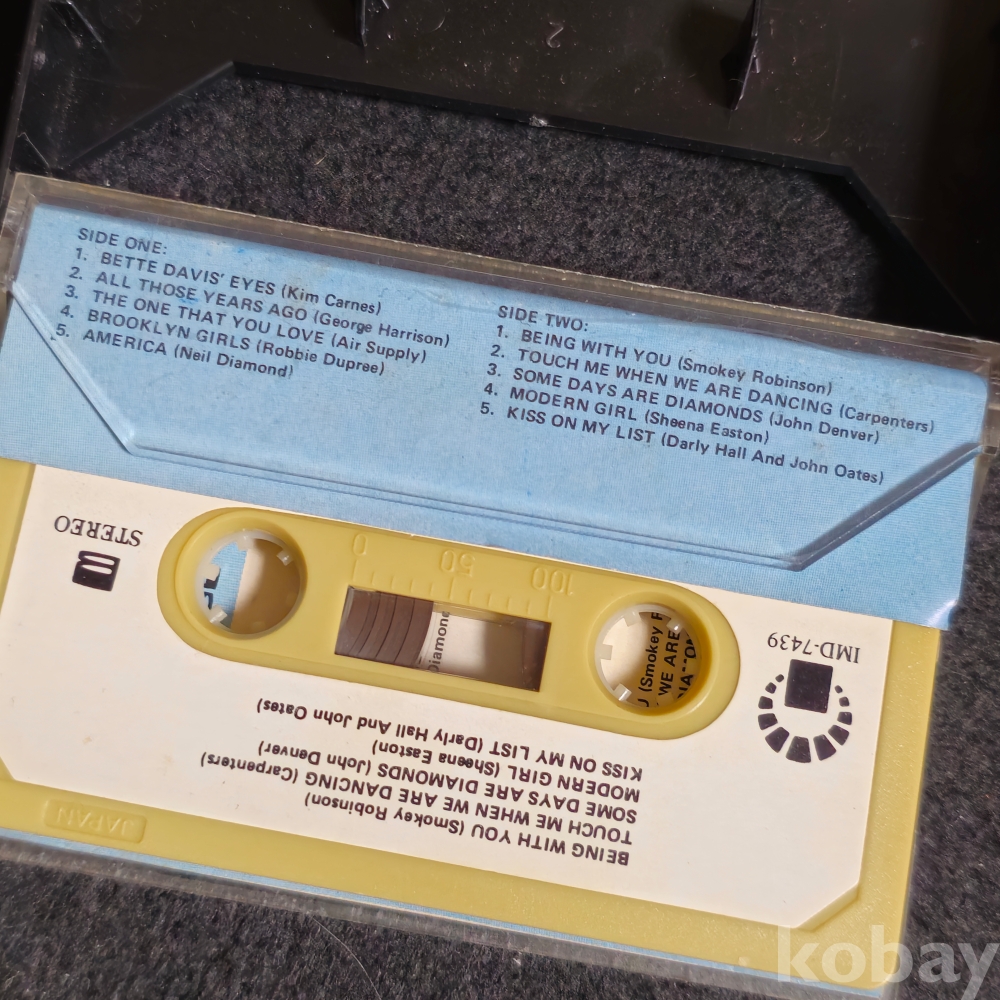 SIDE ONE:
1. BETTE DAVIS' EYES (Kim Carnes)
2. ALL THOSE YEARS AGO (George Harrison)
3. THE ONE THAT YOU LOVE (Air Supply)
4. BROOKLYN GIRLS (Robbie Dupree)
5. AMERICA (Neil Diamond)
SIDE TWO:
1. BEING WITH YOU (Smokey Robinson)
2. TOUCH ME WHEN WE ARE DANCING (Carpenters)
3. SOME DAYS ARE DIAMONDS (John Denver)
4. MODERN GIRL (Sheena Easton)
5. KISS ON MY LIST (Darly Hall And John Oates)
STEREO
0 50 100
Diamond
U (Smokey R
WE ARE
IMD-7439
BEING WITH YOU (Smokey Robinson)
TOUCH ME WHEN WE ARE DANCING (Carpenters)
SOME DAYS ARE DIAMONDS (John Denver)
MODERN GIRL (Sheena Easton)
KISS ON MY LIST (Darly Hall And John Oates)
JAPAN
2
kobay